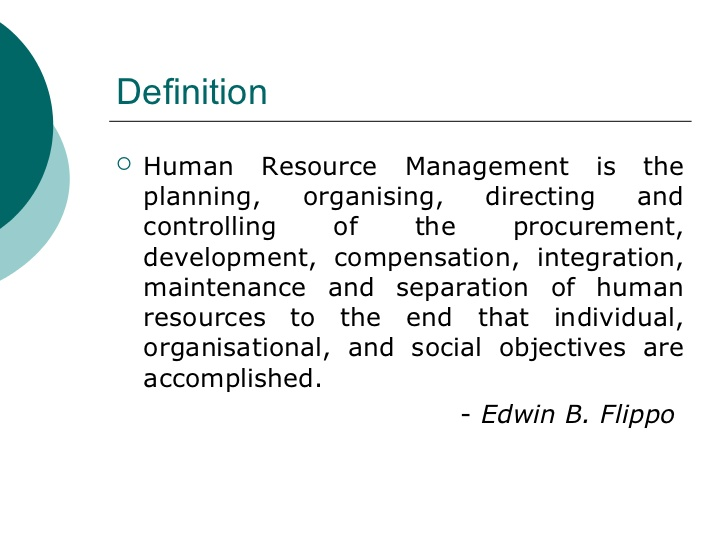 Definition
Human Resource Management is the
planning, organising, directing and
controlling of the procurement,
development, compensation, integration,
maintenance and separation of human
resources to the end that individual,
organisational, and social objectives are
accomplished.
- Edwin B. Flippo